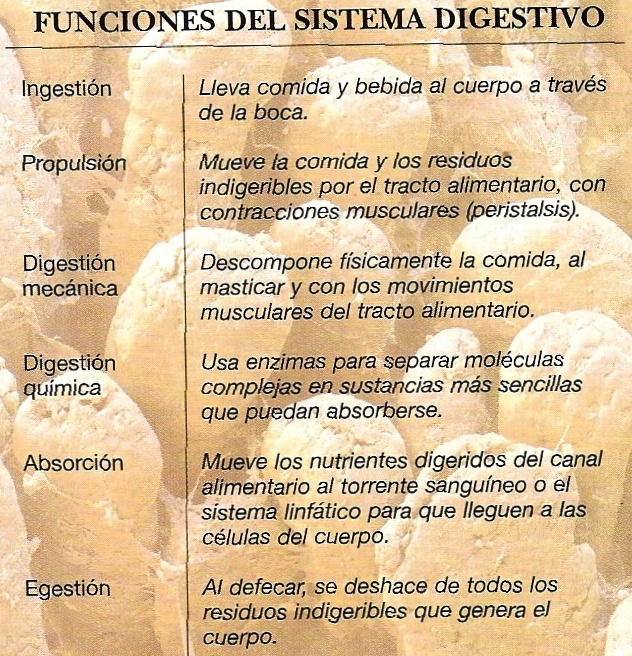 FUNCIONES DEL SISTEMA DIGESTIVO
Ingestión
Lleva comida y bebida al cuerpo a través
de la boca.
Propulsión
Mueve la comida y los residuos
indigeribles por el tracto alimentario, con
contracciones musculares (peristalsis).
Digestión
mecánica
Descompone físicamente la comida, al
masticar y con los movimientos
musculares del tracto alimentario.
Digestión
química
Usa enzimas para separar moléculas
complejas en sustancias más sencillas
que puedan absorberse.
Absorción
Mueve los nutrientes digeridos del canal
alimentario al torrente sanguíneo o el
sistema linfático para que lleguen a las
células del cuerpo.
Egestión
Al defecar, se deshace de todos los
residuos indigeribles que genera el
cuerpo.